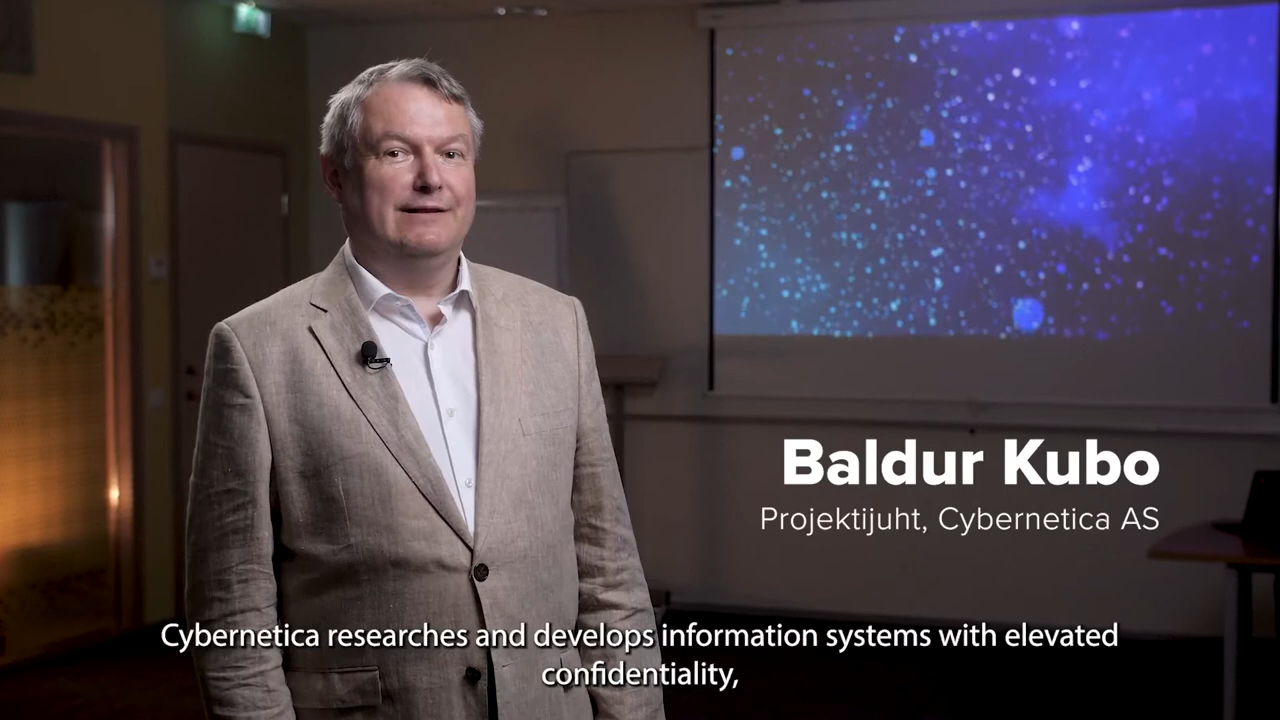 Baldur Kubo
Projektijuht, Cybernetica AS
Cybernetica researches and develops information systems with elevated
confidentiality,